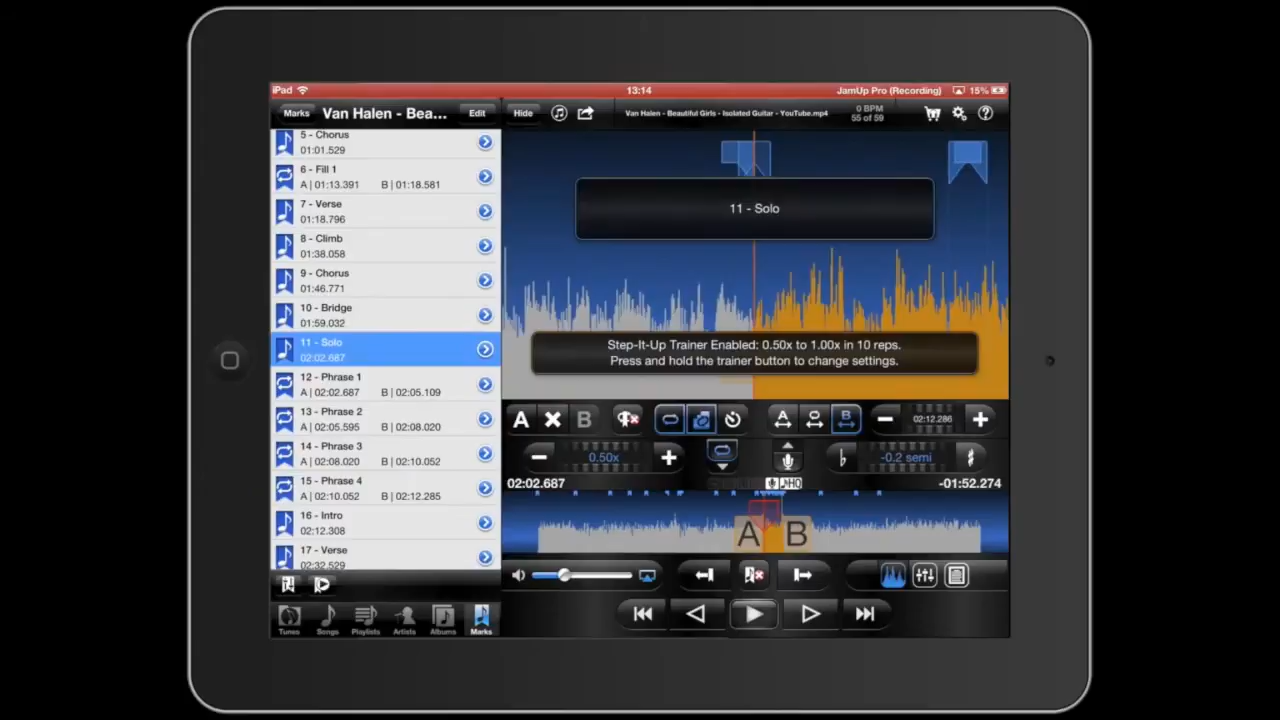 iPad
13:14
JamUp Pro (Recording)
15%
Marks
Van Halen - Bea...
Edit
Hide
Van Halen - Beautiful Girls - Isolated Guitar - YouTube.mp4
0 BPM
55 of 59
5 - Chorus
01:01.529
6 - Fill 1
A | 01:13.391 B | 01:18.581
7 - Verse
01:18.796
8 - Climb
01:38.058
9 - Chorus
01:46.771
10 - Bridge
01:59.032
11 - Solo
02:02.687
12 - Phrase 1
A | 02:02.687 B | 02:05.109
13 - Phrase 2
A | 02:05.595 B | 02:08.020
14 - Phrase 3
A | 02:08.020 B | 02:10.052
15 - Phrase 4
A | 02:10.052 B | 02:12.285
16 - Intro
02:12.308
17 - Verse
02:32.529
Tunes
Songs
Playlists
Artists
Albums
Marks
11 - Solo
Step-It-Up Trainer Enabled: 0.50x to 1.00x in 10 reps.
Press and hold the trainer button to change settings.
A
B
A
B
02:12.286
0.50x
-0.2 semi
02:02.687
HQ
-01:52.274
A B